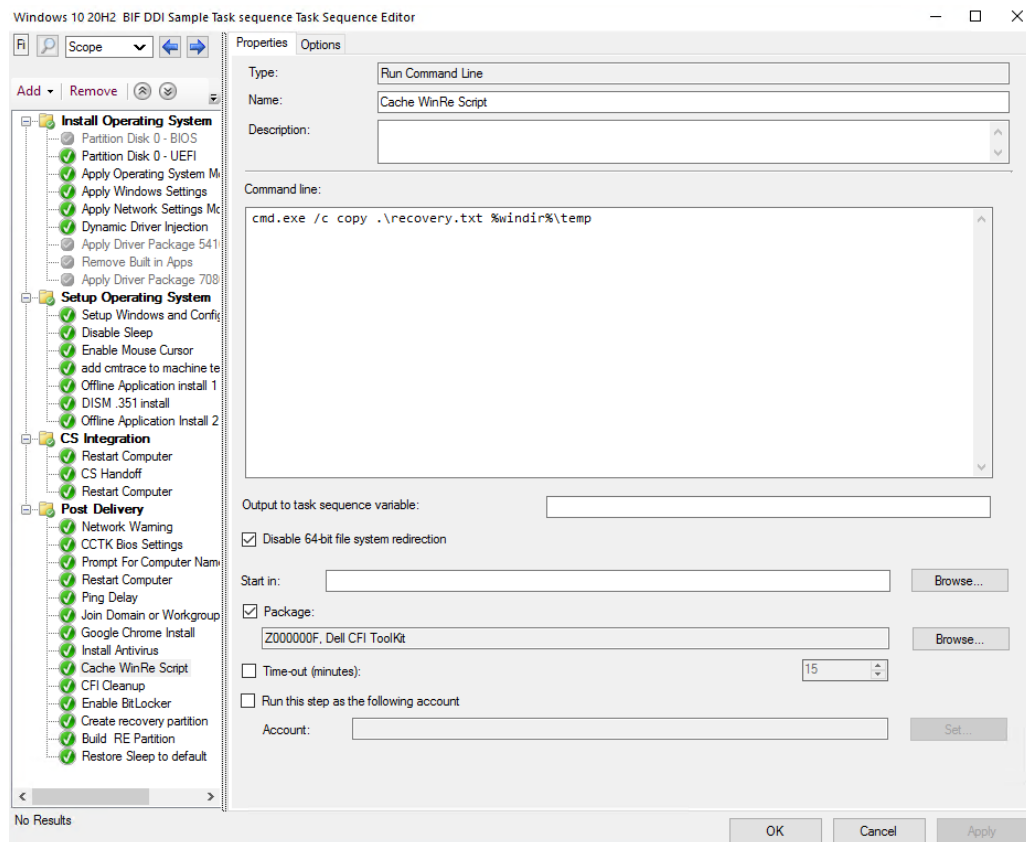 Windows 10 20H2 BIF DDI Sample Task sequence Task Sequence Editor
Fi
Scope
Add
Remove
Install Operating System
Partition Disk 0 - BIOS
Partition Disk 0 - UEFI
Apply Operating System M
Apply Windows Settings
Apply Network Settings Mc
Dynamic Driver Injection
Apply Driver Package 541
Remove Built in Apps
Apply Driver Package 708
Setup Operating System
Setup Windows and Config
Disable Sleep
Enable Mouse Cursor
add cmtrace to machine te
Offline Application install 1
DISM .351 install
Offline Application Install 2
CS Integration
Restart Computer
CS Handoff
Restart Computer
Post Delivery
Network Warning
CCTK Bios Settings
Prompt For Computer Nam
Restart Computer
Ping Delay
Join Domain or Workgroup
Google Chrome Install
Install Antivirus
Cache WinRe Script
CFI Cleanup
Enable BitLocker
Create recovery partition
Build RE Partition
Restore Sleep to default
No Results
Properties Options
Type: Run Command Line
Name: Cache WinRe Script
Description:
Command line:
cmd.exe /c copy .\recovery.txt %windir%\temp
Output to task sequence variable:
Disable 64-bit file system redirection
Start in: Browse...
Package:
Z000000F, Dell CFI ToolKit Browse...
Time-out (minutes): 15
Run this step as the following account
Account: Set...
OK Cancel Apply